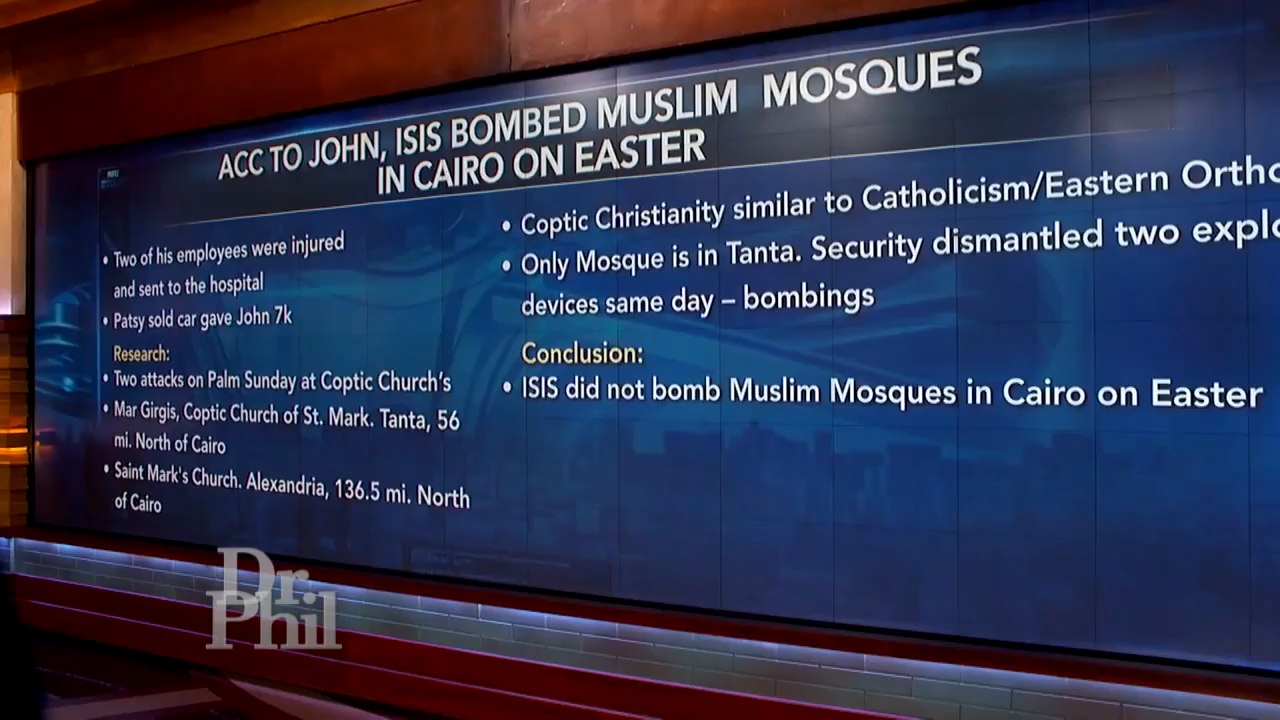 ACC TO JOHN, ISIS BOMBED MUSLIM MOSQUES
IN CAIRO ON EASTER
• Two of his employees were injured
and sent to the hospital
• Patsy sold car gave John 7k
Research:
• Two attacks on Palm Sunday at Coptic Church's
• Mar Girgis, Coptic Church of St. Mark. Tanta, 56
mi. North of Cairo
• Saint Mark's Church. Alexandria, 136.5 mi. North
of Cairo
• Coptic Christianity similar to Catholicism/Eastern Ortho
• Only Mosque is in Tanta. Security dismantled two explo
devices same day – bombings
Conclusion:
• ISIS did not bomb Muslim Mosques in Cairo on Easter
Dr.
Phil